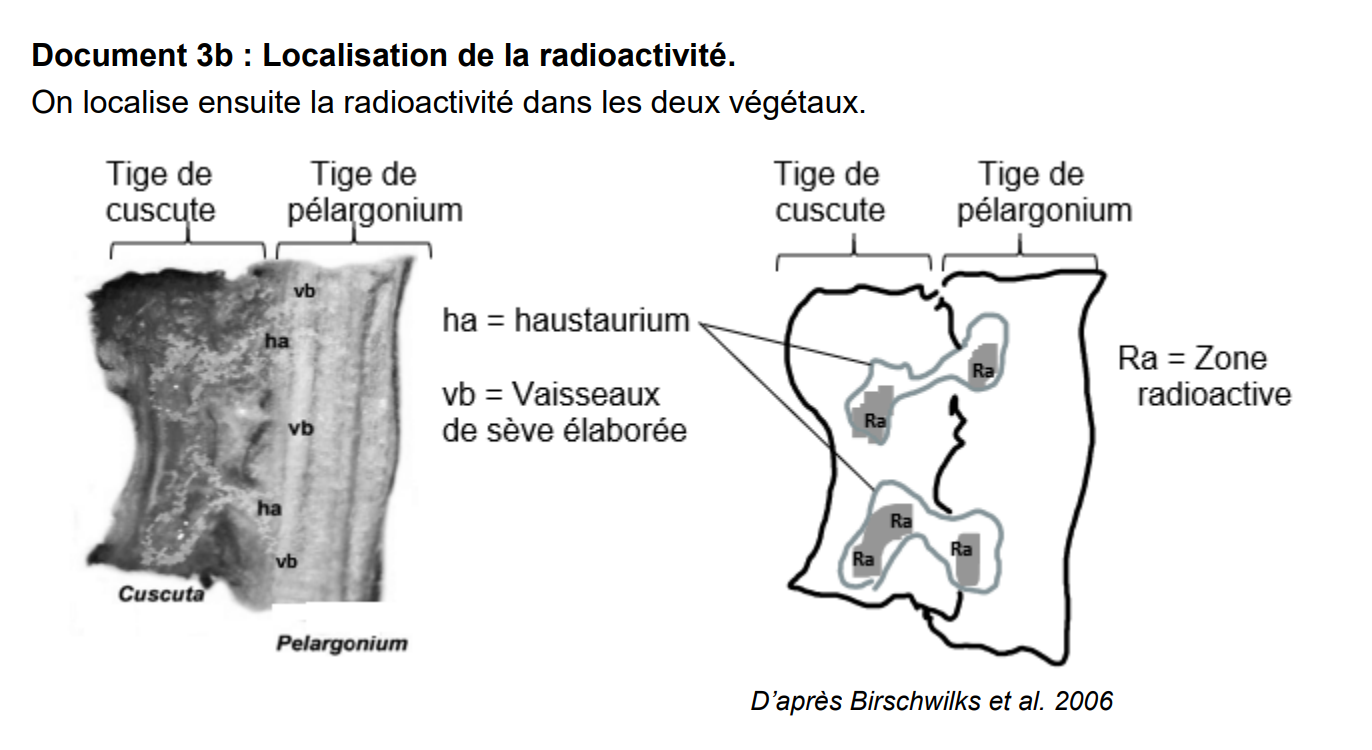 Document 3b : Localisation de la radioactivité.
On localise ensuite la radioactivité dans les deux végétaux.
Tige de
cuscute
Tige de
pélargonium
vb
ha
vb
ha
vb
Cuscuta
Pelargonium
ha = haustaurium
vb = Vaisseaux
de sève élaborée
Tige de
cuscute
Tige de
pélargonium
Ra
Ra
Ra
Ra
Ra
Ra = Zone
radioactive
D'après Birschwilks et al. 2006